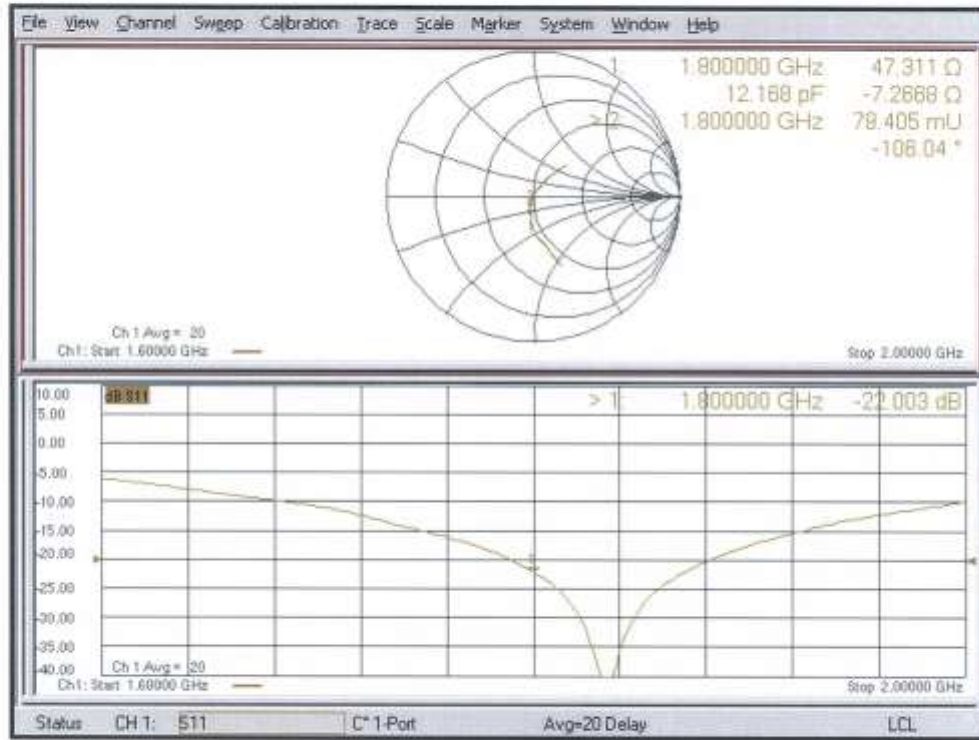 File View Channel Sweep Calibration Trace Scale Marker System Window Help
1 1.800000 GHz 47.311 Ω
12.168 pF -7.2668 Ω
> 2 1.800000 GHz 78.405 mU
-108.04 °
Ch 1 Avg = 20
Ch1: Start 1.60000 GHz Stop 2.00000 GHz
10.00 dB S11 > 1: 1.800000 GHz -22.003 dB
5.00
0.00
-5.00
-10.00
-15.00
-20.00
-25.00
-30.00
-35.00
-40.00
Ch 1 Avg = 20
Ch1: Start 1.60000 GHz Stop 2.00000 GHz
Status CH 1: S11 C* 1-Port Avg=20 Delay LCL